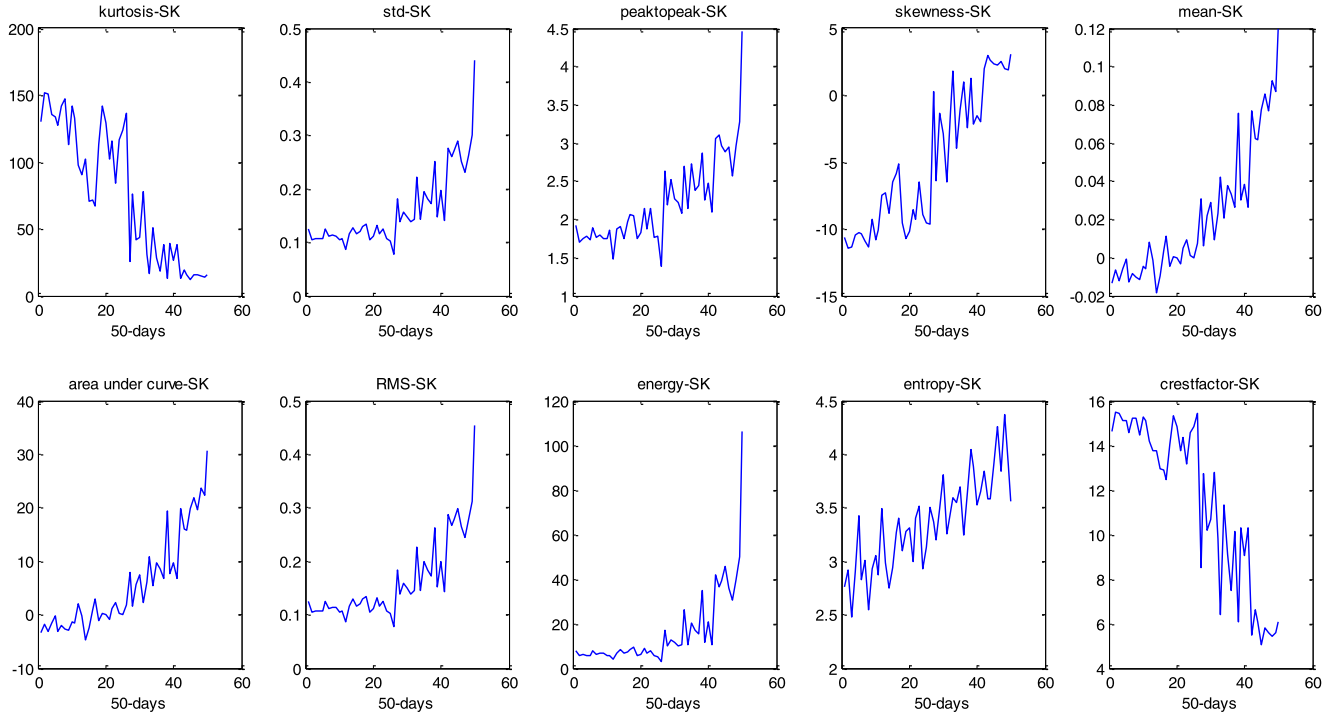 kurtosis-SK std-SK peaktopeak-SK skewness-SK mean-SK
200 0.5 4.5 5 0.12
4 0.1
150 0.4 0 0.08
3.5
0.3 3 -5 0.06
100
0.2 2.5 0.04
2 -10 0.02
50 0.1 0
1.5
0 0 1 -15 -0.02
0 20 40 60 0 20 40 60 0 20 40 60 0 20 40 60 0 20 40 60
50-days 50-days 50-days 50-days 50-days
area under curve-SK RMS-SK energy-SK entropy-SK crestfactor-SK
40 0.5 120 4.5 16
30 0.4 100 4 14
20 0.3 80 3.5 12
60 10
10 0.2 40 3 8
0 0.1 20 2.5 6
-10 0 0 2 4
0 20 40 60 0 20 40 60 0 20 40 60 0 20 40 60 0 20 40 60
50-days 50-days 50-days 50-days 50-days